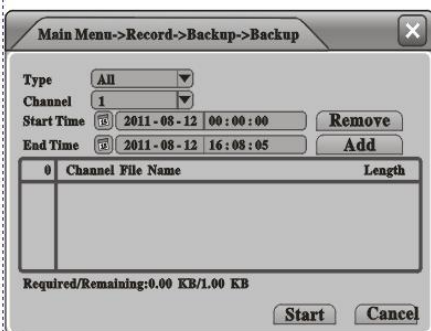 Main Menu->Record->Backup->Backup
Type All
Channel 1
Start Time 2011-08-12 00:00:00 Remove
End Time 2011-08-12 16:08:05 Add
0 Channel File Name Length
Required/Remaining:0.00 KB/1.00 KB
Start Cancel